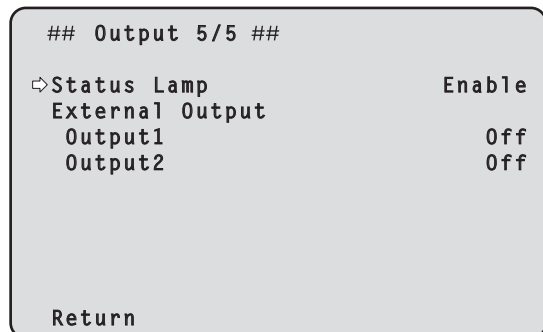 ## Output 5/5 ##
⇨Status Lamp Enable
External Output
Output1 Off
Output2 Off
Return